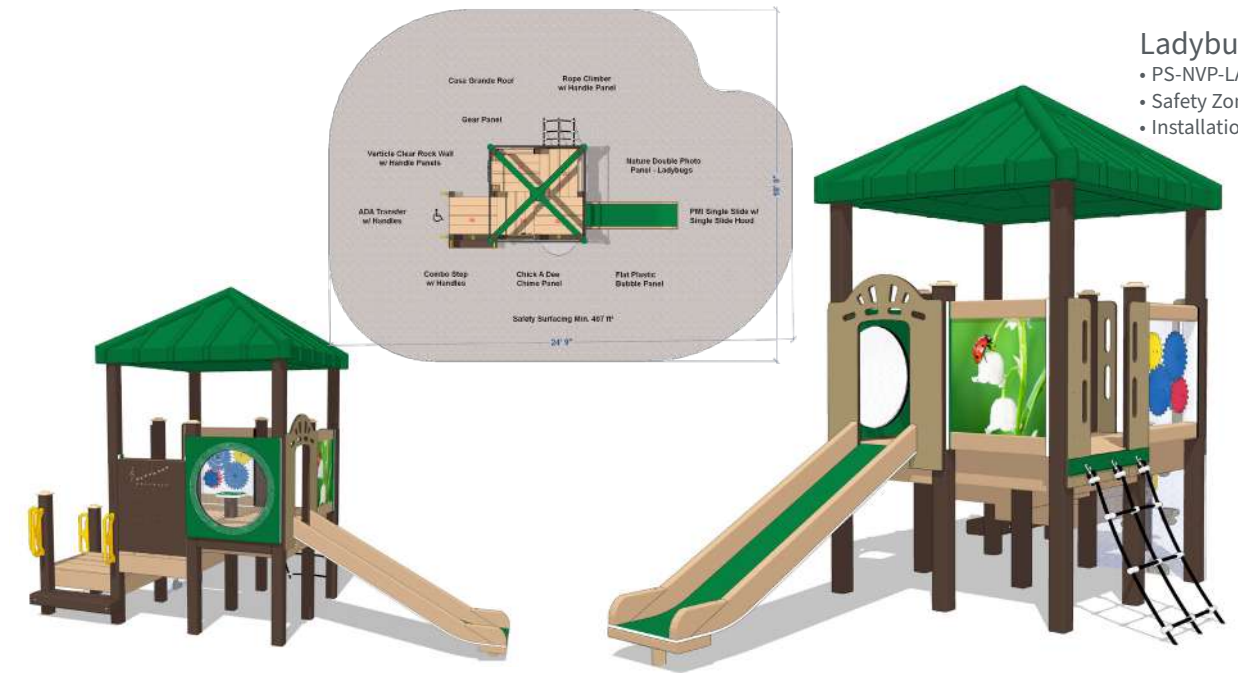 Ladybu
• PS-NVP-LA
• Safety Zon
• Installatio
Casa Grande Roof
Rope Climber
w/ Handle Panel
Gear Panel
Verticle Clear Rock Wall
w/ Handle Panels
Nature Double Photo
Panel - Ladybugs
ADA Transfer
w/ Handles
PMI Single Slide w/
Single Slide Hood
Combo Step
w/ Handles
Chick A Dee
Chime Panel
Flat Plastic
Bubble Panel
Safety Surfacing Min. 407 ft²
24' 9"